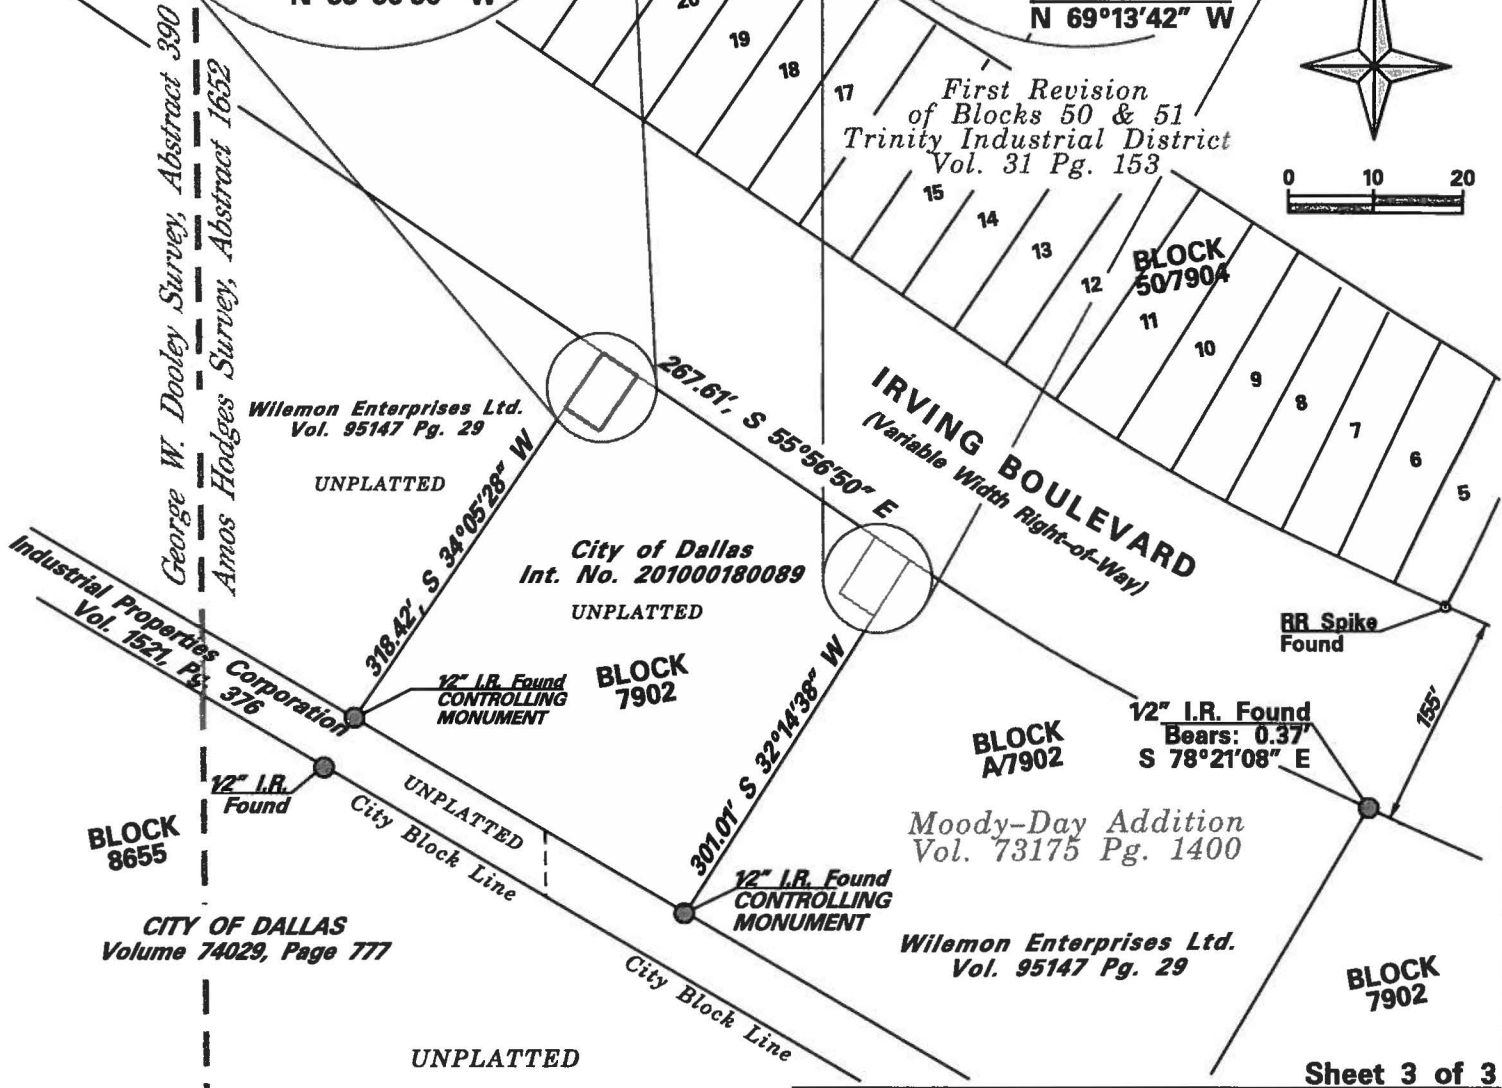 N 69°13'42" W
20
19
18
17
First Revision
of Blocks 50 & 51
Trinity Industrial District
Vol. 31 Pg. 153
0 10 20
15
14
13
12
BLOCK
50/7904
11
10
9
8
7
6
5
George W. Dooley Survey, Abstract 390
Amos Hodges Survey, Abstract 1652
Wilemon Enterprises Ltd.
Vol. 95147 Pg. 29
UNPLATTED
267.61', S 55°56'50" E
IRVING BOULEVARD
(Variable Width Right-of-Way)
318.42', S 34°05'28" W
City of Dallas
Int. No. 201000180089
UNPLATTED
BLOCK
7902
Industrial Properties Corporation
Vol. 1521, Pg. 376
1/2" I.R. Found
CONTROLLING
MONUMENT
RR Spike
Found
155'
1/2" I.R. Found
Bears: 0.37'
S 78°21'08" E
BLOCK
A/7902
301.01' S 32°14'38" W
1/2" I.R.
Found
UNPLATTED
City Block Line
Moody-Day Addition
Vol. 73175 Pg. 1400
BLOCK
8655
1/2" I.R. Found
CONTROLLING
MONUMENT
CITY OF DALLAS
Volume 74029, Page 777
Wilemon Enterprises Ltd.
Vol. 95147 Pg. 29
City Block Line
BLOCK
7902
UNPLATTED
Sheet 3 of 3